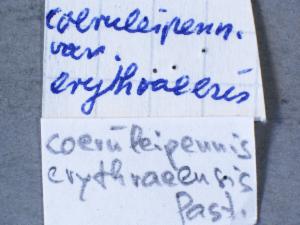 coeruleipenn.
var.
erythraeensis
coeruleipennis
erythraeensis
Past.